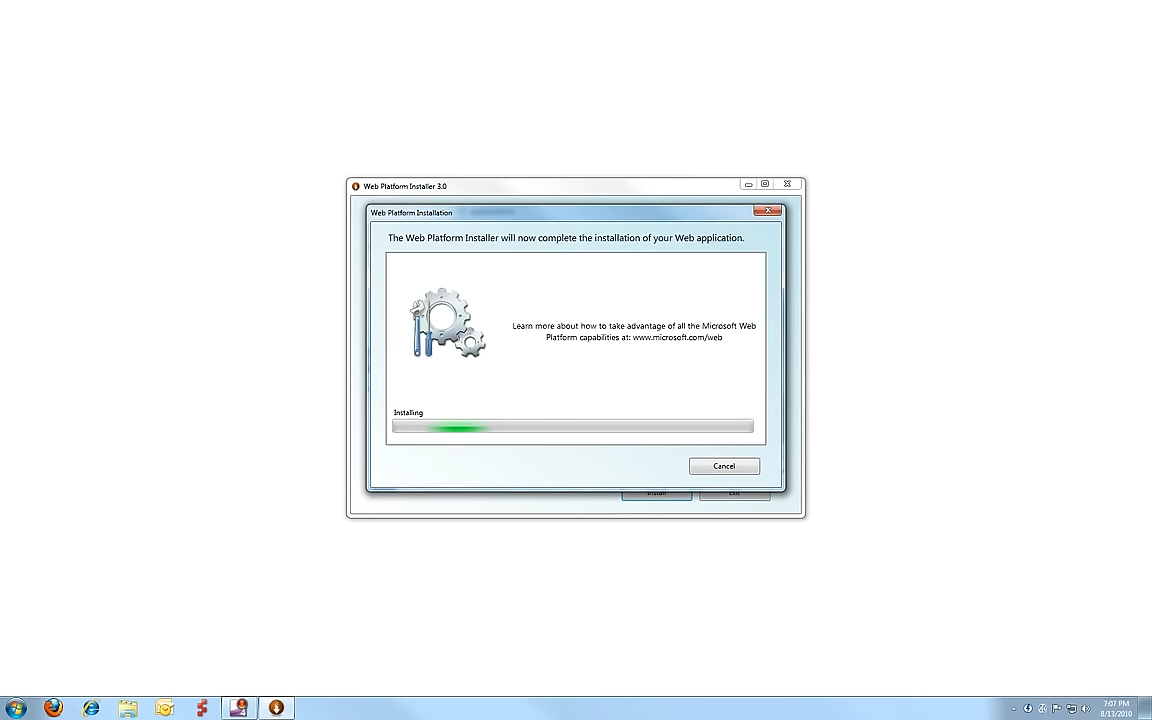 Web Platform Installer 3.0
Web Platform Installation
The Web Platform Installer will now complete the installation of your Web application.
Learn more about how to take advantage of all the Microsoft Web
Platform capabilities at: www.microsoft.com/web
Installing
Cancel
Install
Exit
7:07 PM
8/13/2010